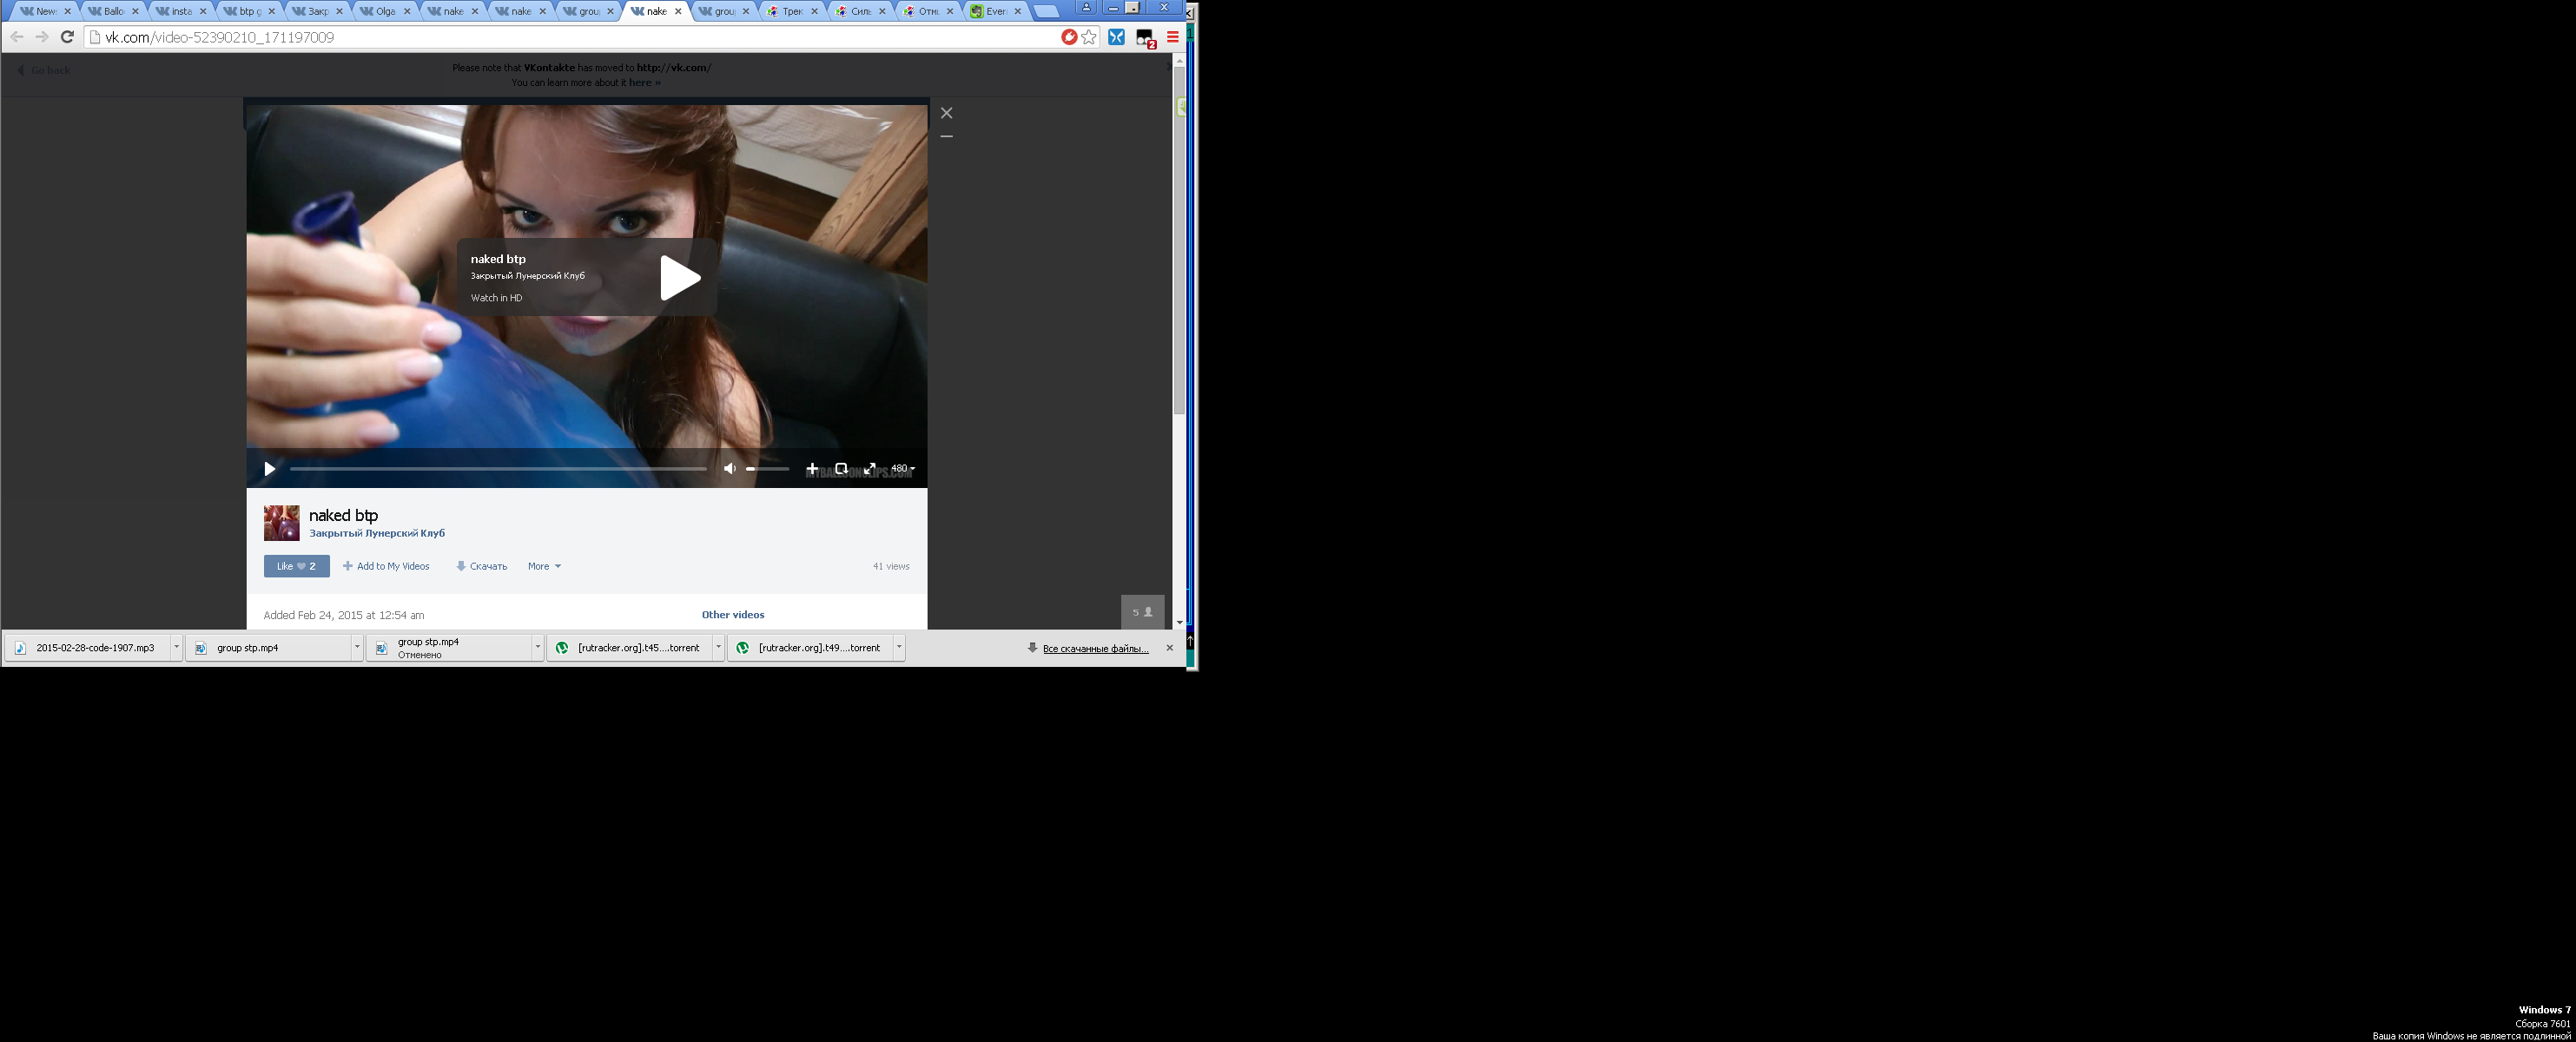 New
Ballo
insta
btp g
Закр
Olga
nake
nake
grou
nake
grou
Трек
Силь
Отм
Ever
vk.com/video-52390210_171197009
2
Go back
Please note that VKontakte has moved to http://vk.com/
You can learn more about it here »
naked btp
Закрытый Лунерский Клуб
Watch in HD
480
MYBALLOONCLIPS.COM
naked btp
Закрытый Лунерский Клуб
Like 2
Add to My Videos
Скачать
More
41 views
Added Feb 24, 2015 at 12:54 am
Other videos
5
2015-02-28-code-1907.mp3
group stp.mp4
group stp.mp4
Отменено
[rutracker.org].t45....torrent
[rutracker.org].t49....torrent
Все скачанные файлы...
Windows 7
Сборка 7601
Ваша копия Windows не является подлинной